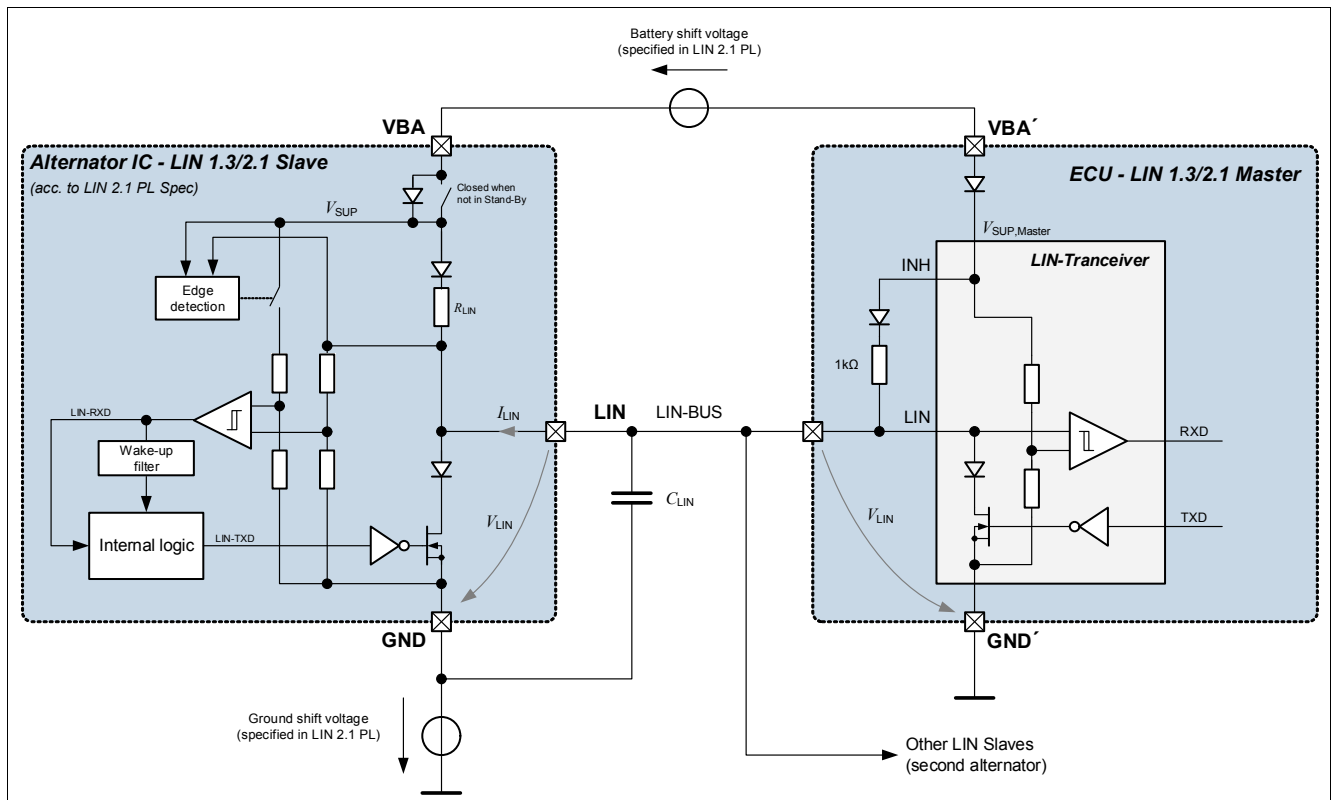 Battery shift voltage
(specified in LIN 2.1 PL)
VBA
VBA´
Alternator IC - LIN 1.3/2.1 Slave
(acc. to LIN 2.1 PL Spec)
Closed when
not in Stand-By
VSUP
Edge
detection
RLIN
LIN-RXD
Wake-up
filter
Internal logic
LIN-TXD
ILIN
VLIN
GND
LIN
LIN-BUS
CLIN
Ground shift voltage
(specified in LIN 2.1 PL)
ECU - LIN 1.3/2.1 Master
VSUP,Master
INH
LIN-Tranceiver
1kΩ
LIN
RXD
TXD
VLIN
GND´
Other LIN Slaves
(second alternator)